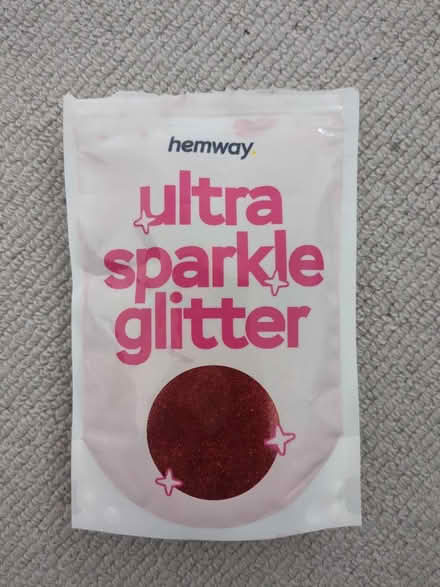 hemway.
ultra
sparkle
glitter